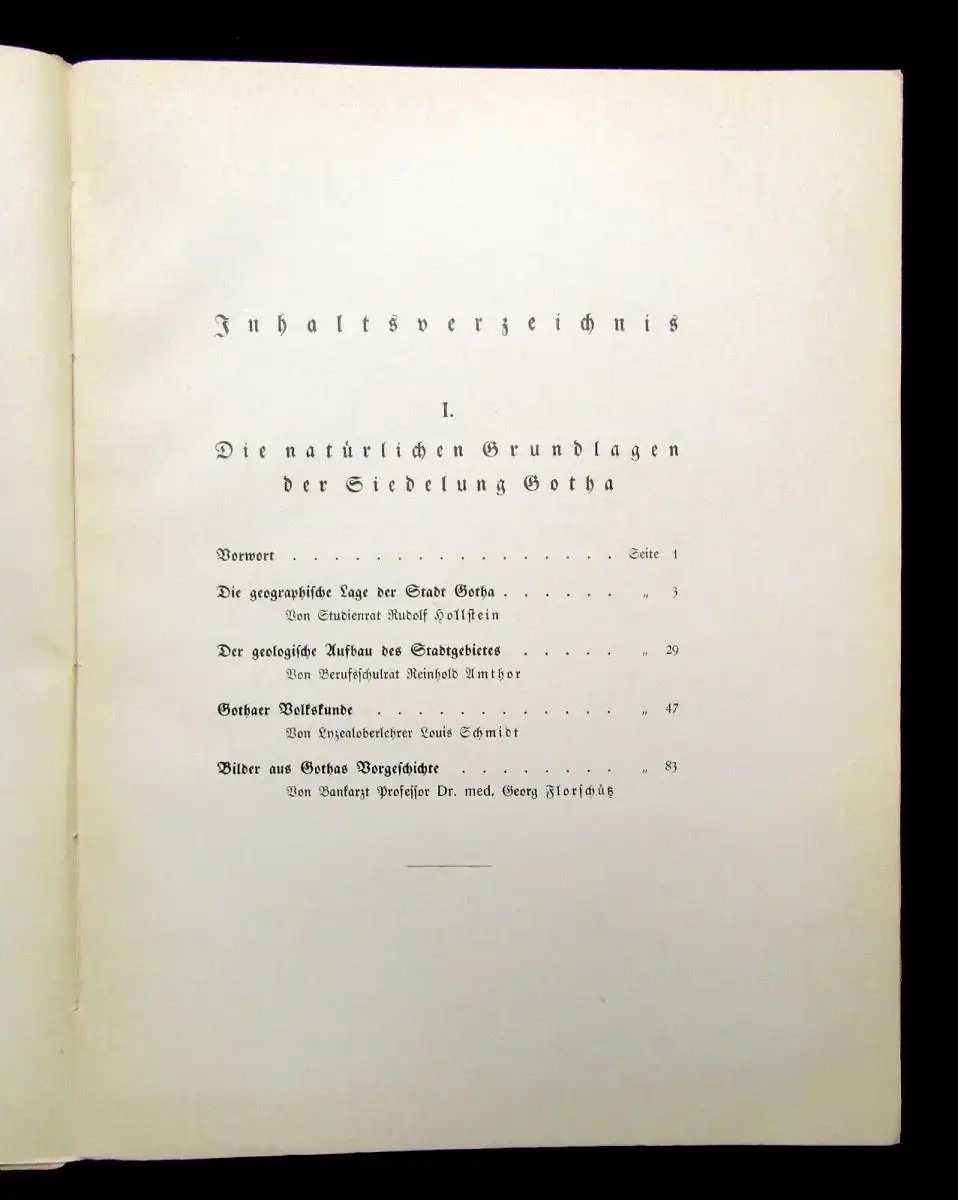 Inhaltsverzeichnis
I.
Die natürlichen Grundlagen
der Siedelung Gotha
Vorwort . . . . . . . . . . . . . . . . Seite 1
Die geographische Lage der Stadt Gotha . . . . . . „ 3
Von Studienrat Rudolf Hollstein
Der geologische Aufbau des Stadtgebietes . . . . . „ 29
Von Berufsschulrat Reinhold Amthor
Gothaer Volkskunde . . . . . . . . . . . . „ 47
Von Lyzealoberlehrer Louis Schmidt
Bilder aus Gothas Vorgeschichte . . . . . . . . „ 83
Von Bankarzt Professor Dr. med. Georg Florschütz